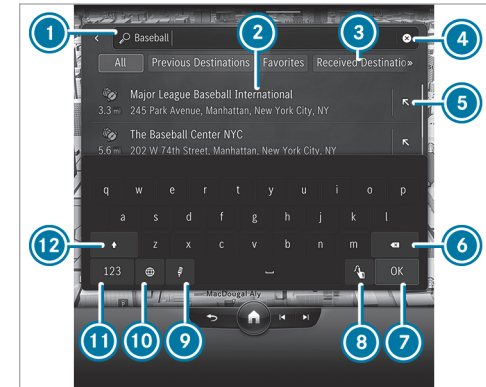 1 Baseball 2 3 4
All Previous Destinations Favorites Received Destinatio»
Major League Baseball International
3.3 mi 245 Park Avenue, Manhattan, New York City, NY 5
The Baseball Center NYC
5.6 mi 202 W 74th Street, Manhattan, New York City, NY
q w e r t y u i o p
a s d f g h j k l
12 z x c v b n m 6
123 OK
MacDougal Aly
11 10 9 8 7